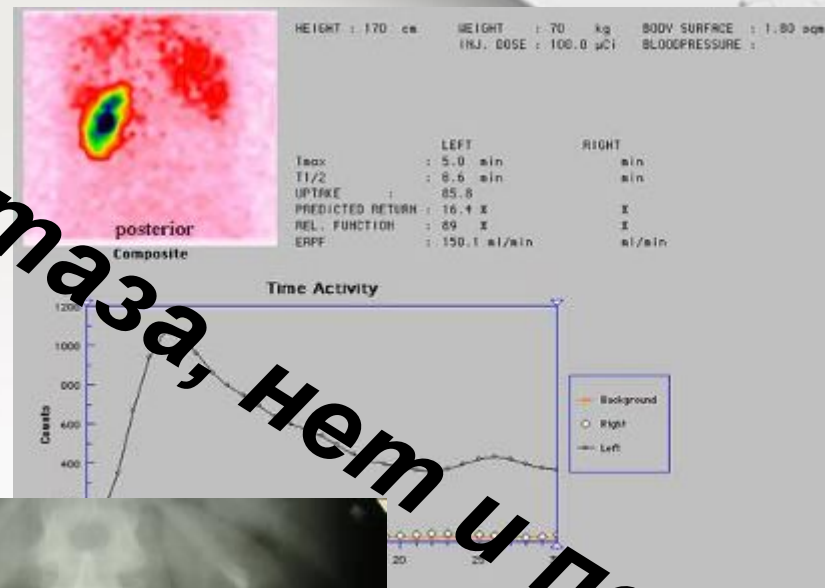 HEIGHT : 170 cm WEIGHT : 70 kg BODY SURFACE : 1.80 sqm
INJ. DOSE : 100.0 µCi BLOODPRESSURE :
LEFT RIGHT
Tmax : 5.0 min min
T1/2 : 8.6 min min
UPTAKE : 85.8
PREDICTED RETURN : 16.4 % %
REL. FUNCTION : 89 % %
ERPF : 150.1 ml/min ml/min
posterior
Composite
таза, нет и
Time Activity
1200
1000
800
600
400
Counts
Background
Right
Left
20